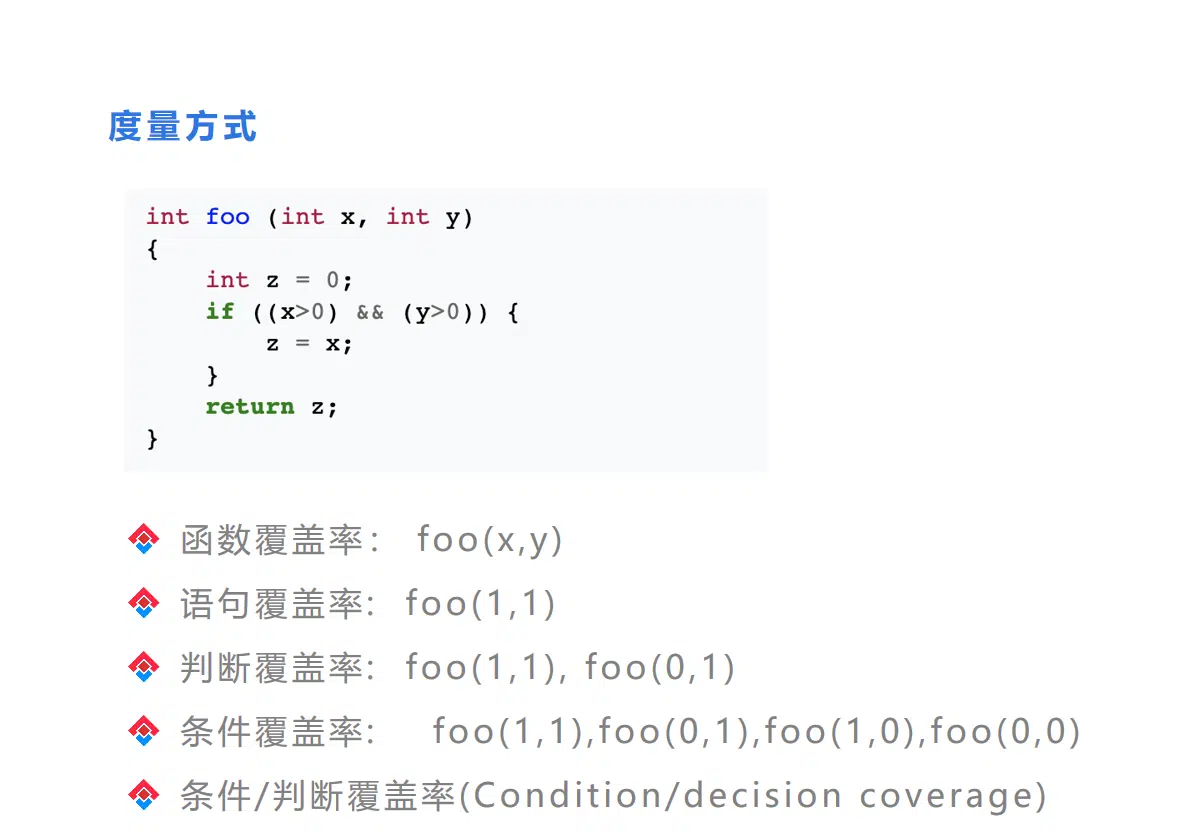 度量方式
int foo (int x, int y)
{
    int z = 0;
    if ((x>0) && (y>0)) {
        z = x;
    }
    return z;
}
函数覆盖率： foo(x,y)
语句覆盖率: foo(1,1)
判断覆盖率: foo(1,1), foo(0,1)
条件覆盖率: foo(1,1),foo(0,1),foo(1,0),foo(0,0)
条件/判断覆盖率(Condition/decision coverage)